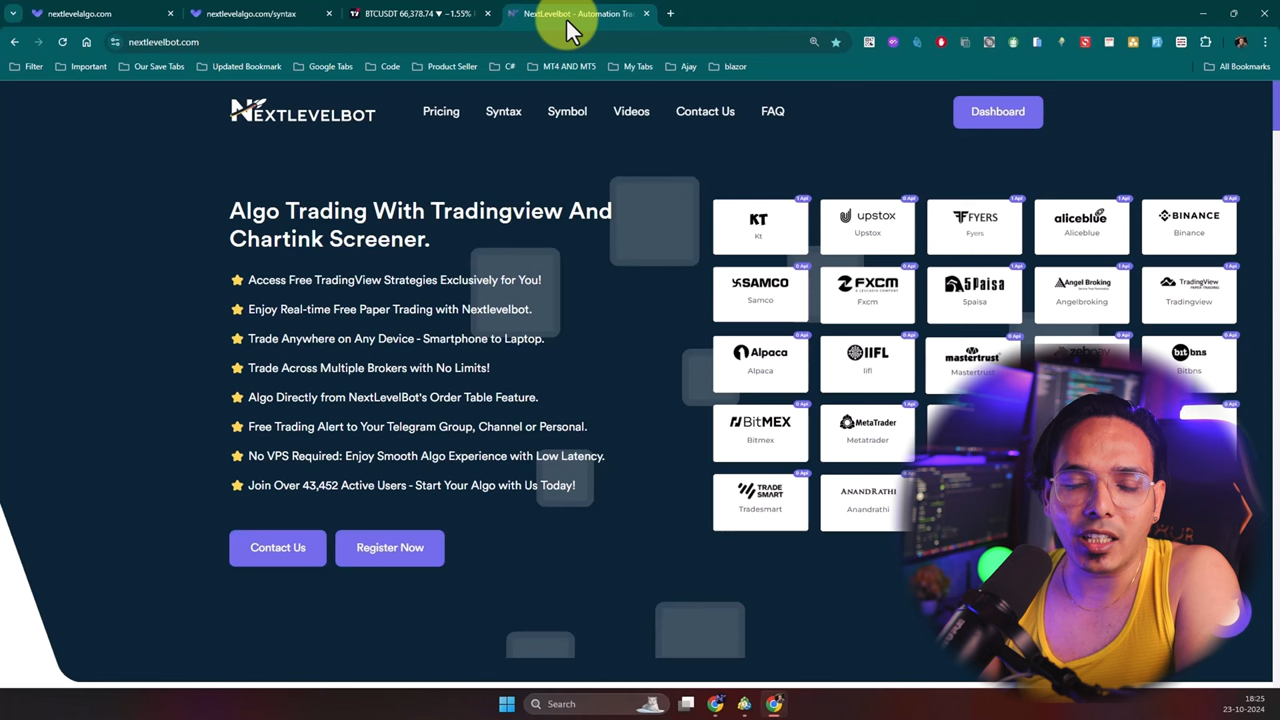 nextlevelalgo.com
nextlevelalgo.com/syntax
BTCUSDT 66,378.74 ▼ −1.55%
NextLevelbot - Automation Tra
nextlevelbot.com
Filter
Important
Our Save Tabs
Updated Bookmark
Google Tabs
Code
Product Seller
C#
MT4 AND MT5
My Tabs
Ajay
blazor
All Bookmarks
NEXTLEVELBOT
Pricing
Syntax
Symbol
Videos
Contact Us
FAQ
Dashboard
Algo Trading With Tradingview And
Chartink Screener.
Access Free TradingView Strategies Exclusively for You!
Enjoy Real-time Free Paper Trading with Nextlevelbot.
Trade Anywhere on Any Device - Smartphone to Laptop.
Trade Across Multiple Brokers with No Limits!
Algo Directly from NextLevelBot's Order Table Feature.
Free Trading Alert to Your Telegram Group, Channel or Personal.
No VPS Required: Enjoy Smooth Algo Experience with Low Latency.
Join Over 43,452 Active Users - Start Your Algo with Us Today!
Contact Us
Register Now
KT
Kt
upstox
Upstox
FYERS
Fyers
aliceblue
Aliceblue
BINANCE
Binance
SAMCO
Samco
FXCM
Fxcm
5paisa
5paisa
Angel Broking
Angelbroking
TradingView
PAPER TRADING
Tradingview
Alpaca
Alpaca
IIFL
Iifl
mastertrust
Mastertrust
zebozy
bitbns
Bitbns
BitMEX
Bitmex
MetaTrader
Metatrader
TRADE
SMART
Tradesmart
ANANDRATHI
Anandrathi
Search
18:25
23-10-2024